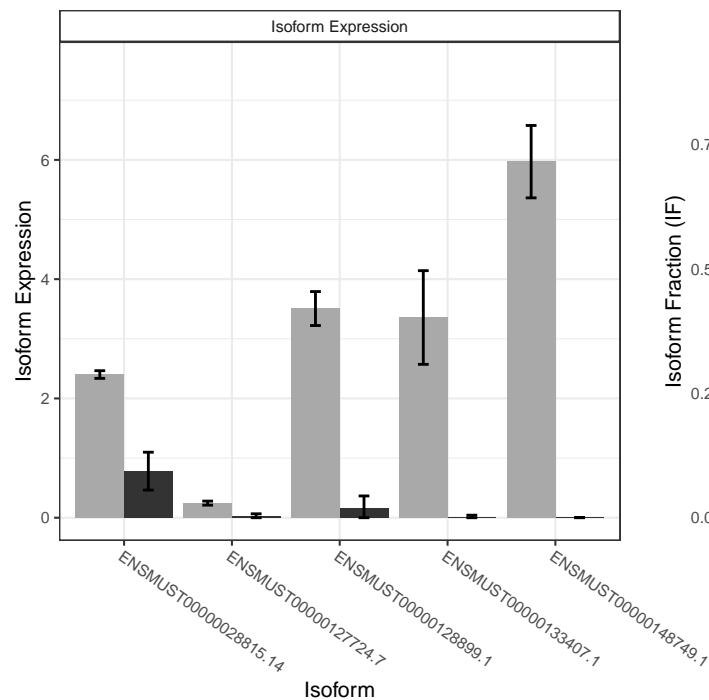 Isoform Expression
Isoform Expression
6
4
2
0
ENSMUST00000028815.14
ENSMUST00000127724.7
ENSMUST00000128899.1
ENSMUST00000133407.1
ENSMUST00000148749.1
Isoform
Isoform Fraction (IF)
0.7
0.5
0.2
0.0